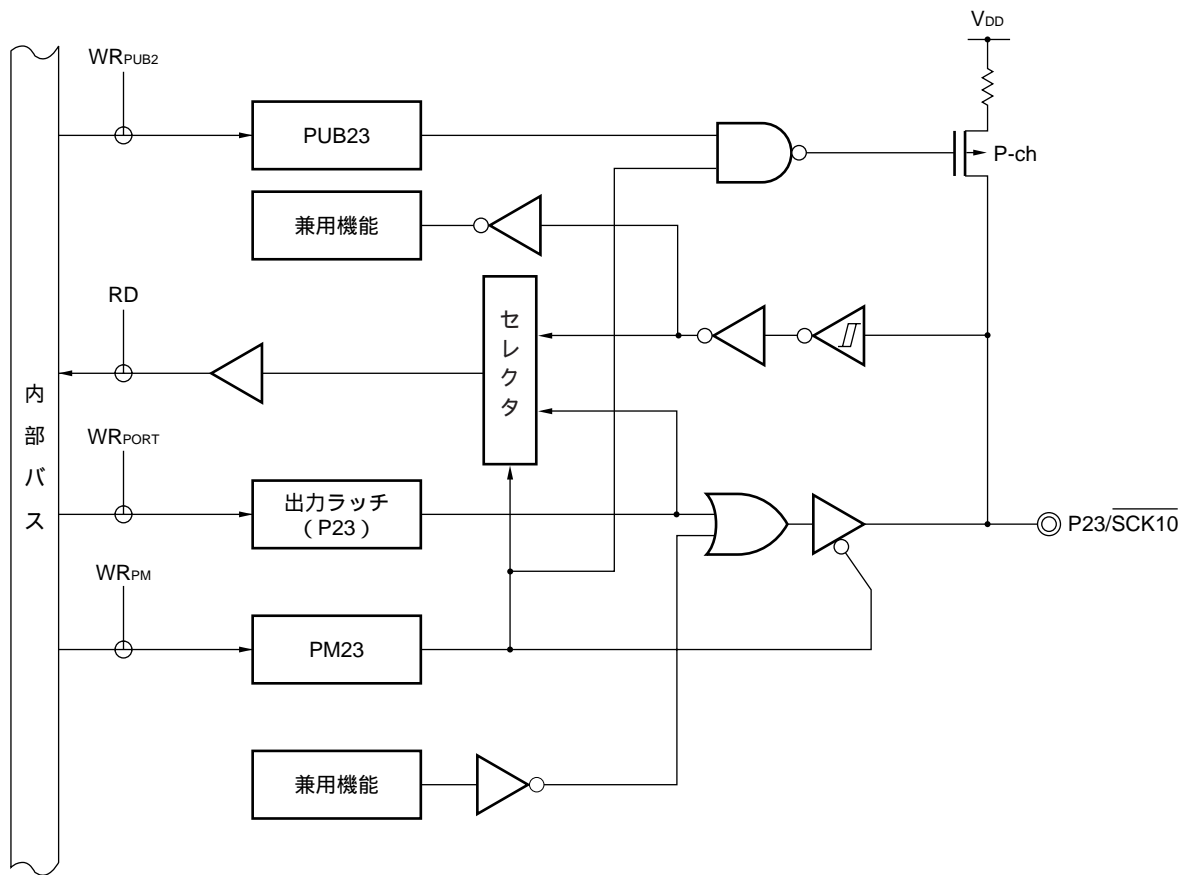 VDD
WRPUB2
PUB23
P-ch
兼用機能
RD
セレクタ
内部バス
WRPORT
出力ラッチ
（P23）
P23/SCK10
WRPM
PM23
兼用機能